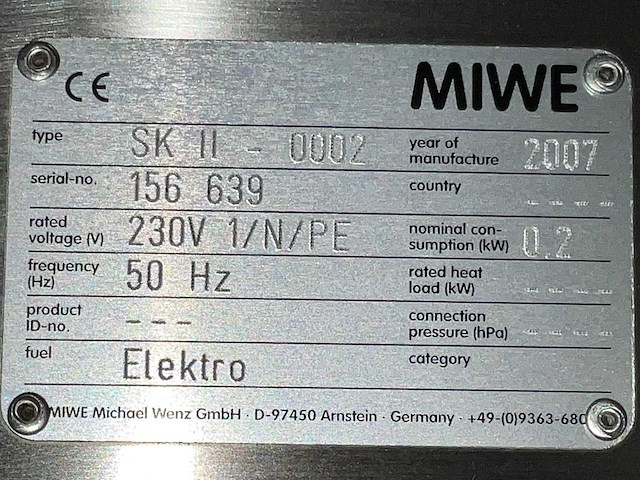 CE MIWE
type SK II - 0002 year of manufacture 2007
serial-no. 156 639 country - - - -
rated voltage (V) 230V 1/N/PE nominal con-sumption (kW) 0.2
frequency (Hz) 50 Hz rated heat load (kW) - - - -
product ID-no. - - - connection pressure (hPa) - - - -
fuel Elektro category
MIWE Michael Wenz GmbH · D-97450 Arnstein · Germany · +49-(0)9363-680